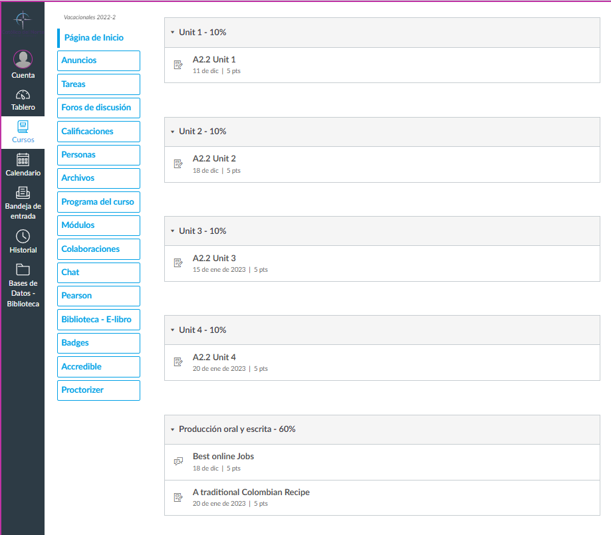 Vacacionales 2022-2
Cuenta
Tablero
Cursos
Calendario
Bandeja de
entrada
Historial
Bases de
Datos -
Biblioteca
Página de Inicio
Anuncios
Tareas
Foros de discusión
Calificaciones
Personas
Archivos
Programa del curso
Módulos
Colaboraciones
Chat
Pearson
Biblioteca - E-libro
Badges
Accredible
Proctorizer
Unit 1 - 10%
A2.2 Unit 1
11 de dic | 5 pts
Unit 2 - 10%
A2.2 Unit 2
18 de dic | 5 pts
Unit 3 - 10%
A2.2 Unit 3
15 de ene de 2023 | 5 pts
Unit 4 - 10%
A2.2 Unit 4
20 de ene de 2023 | 5 pts
Producción oral y escrita - 60%
Best online Jobs
18 de dic | 5 pts
A traditional Colombian Recipe
20 de ene de 2023 | 5 pts